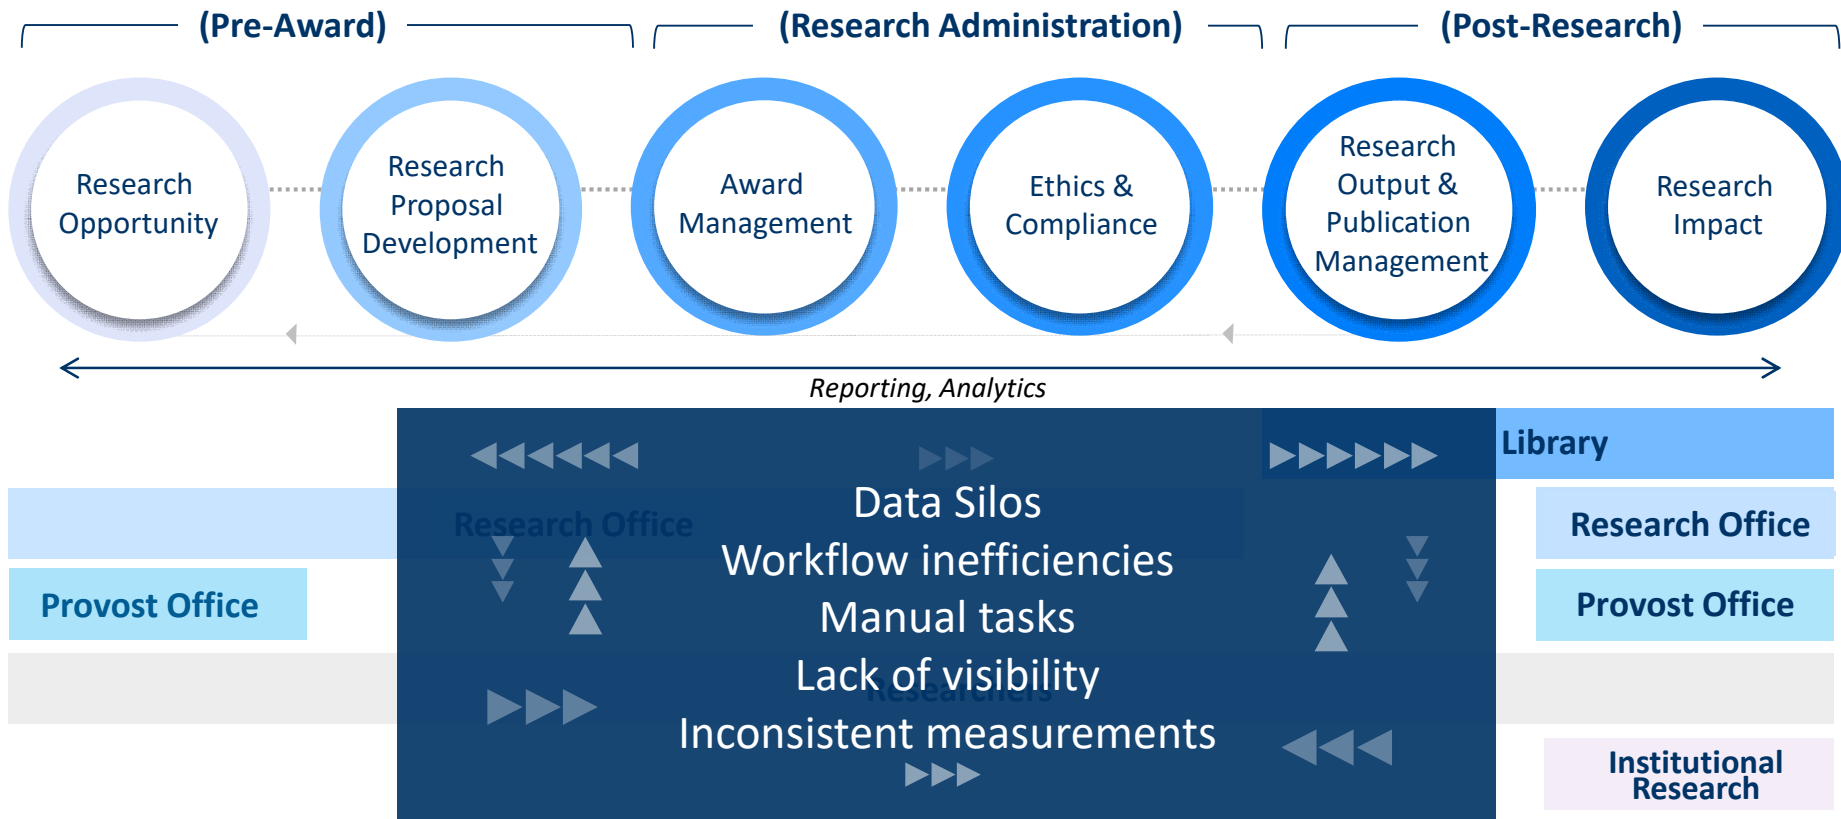 (Pre-Award)
(Research Administration)
(Post-Research)
Research
Opportunity
Research
Proposal
Development
Award
Management
Ethics &
Compliance
Research
Output &
Publication
Management
Research
Impact
Reporting, Analytics
Library
Data Silos
Research Office
Research Office
Workflow inefficiencies
Provost Office
Manual tasks
Provost Office
Lack of visibility
Researchers
Inconsistent measurements
Institutional
Research